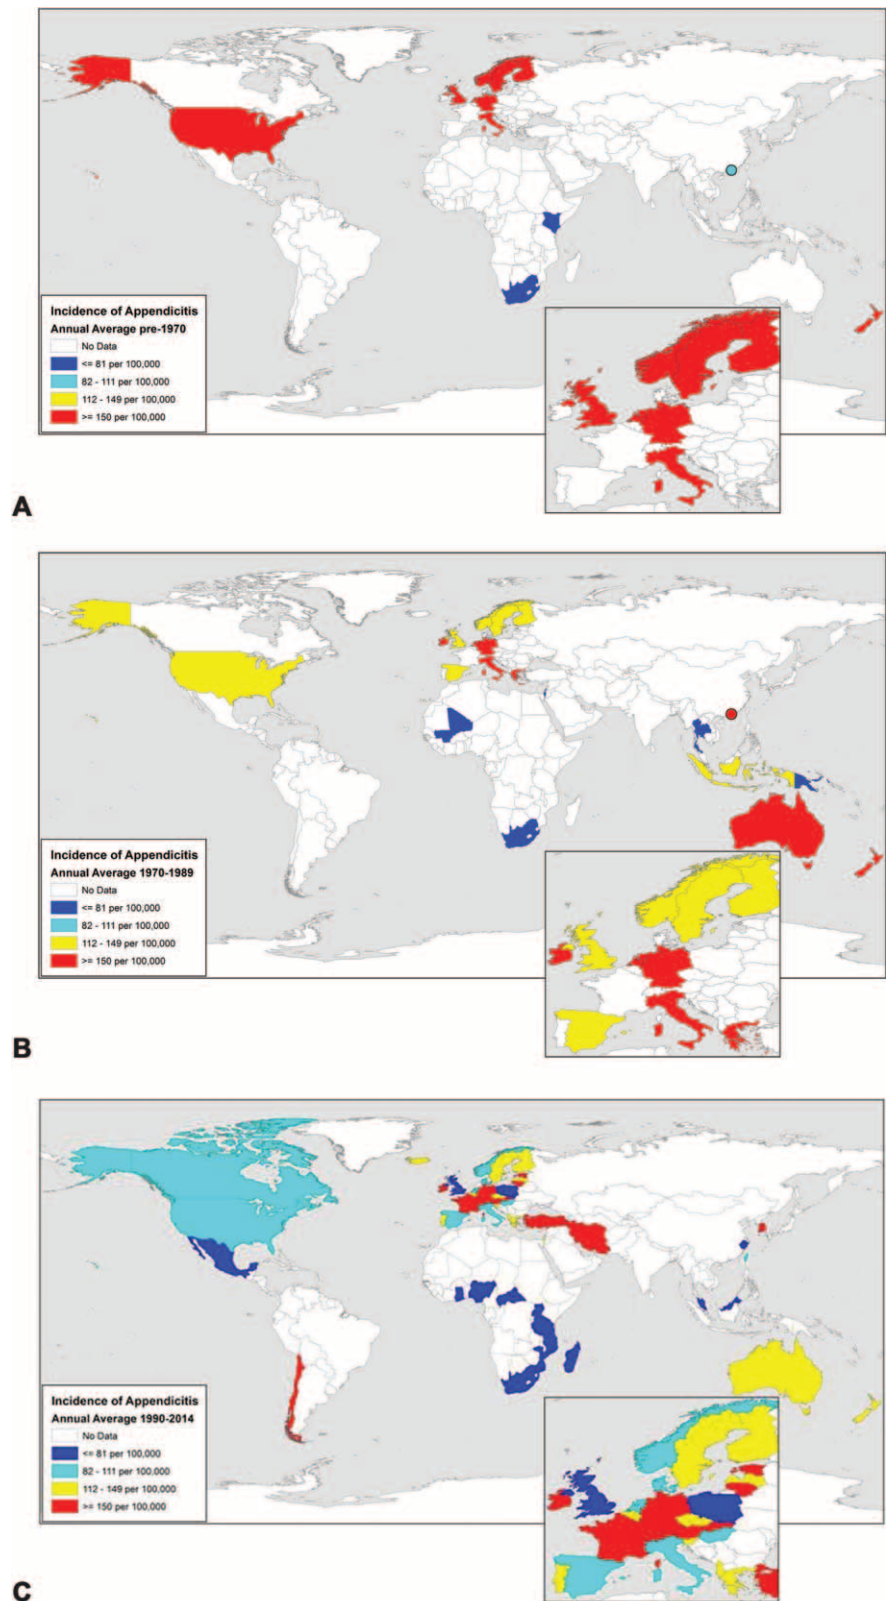 Incidence of Appendicitis
Annual Average pre-1970
No Data
<= 81 per 100,000
82 - 111 per 100,000
112 - 149 per 100,000
>= 150 per 100,000
A
Incidence of Appendicitis
Annual Average 1970-1989
No Data
<= 81 per 100,000
82 - 111 per 100,000
112 - 149 per 100,000
>= 150 per 100,000
B
Incidence of Appendicitis
Annual Average 1990-2014
No Data
<= 81 per 100,000
82 - 111 per 100,000
112 - 149 per 100,000
>= 150 per 100,000
C